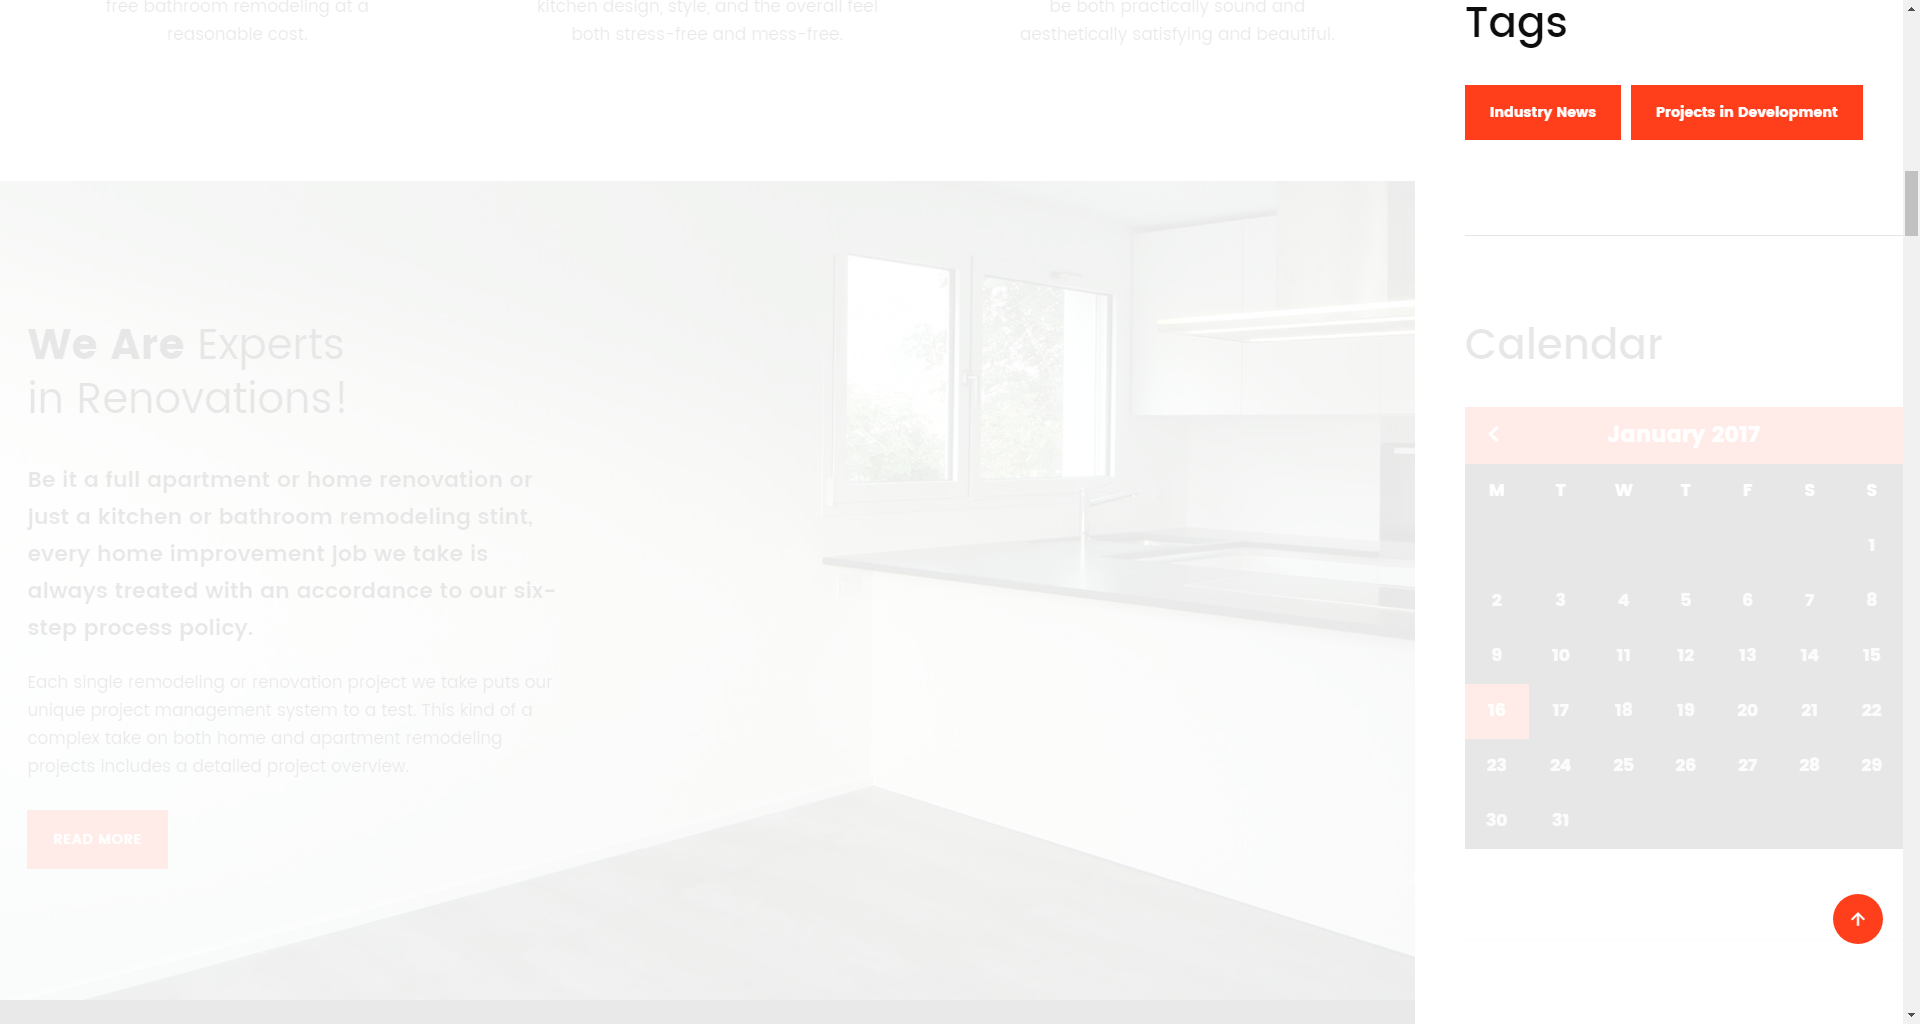 free bathroom remodeling at a
reasonable cost.
kitchen design, style, and the overall feel
both stress-free and mess-free.
be both practically sound and
aesthetically satisfying and beautiful.
We Are Experts
in Renovations!
Be it a full apartment or home renovation or
just a kitchen or bathroom remodeling stint,
every home improvement job we take is
always treated with an accordance to our six-
step process policy.
Each single remodeling or renovation project we take puts our
unique project management system to a test. This kind of a
complex take on both home and apartment remodeling
projects includes a detailed project overview.
READ MORE
Tags
Industry News
Projects in Development
Calendar
January 2017
M T W T F S S
1
2 3 4 5 6 7 8
9 10 11 12 13 14 15
16 17 18 19 20 21 22
23 24 25 26 27 28 29
30 31